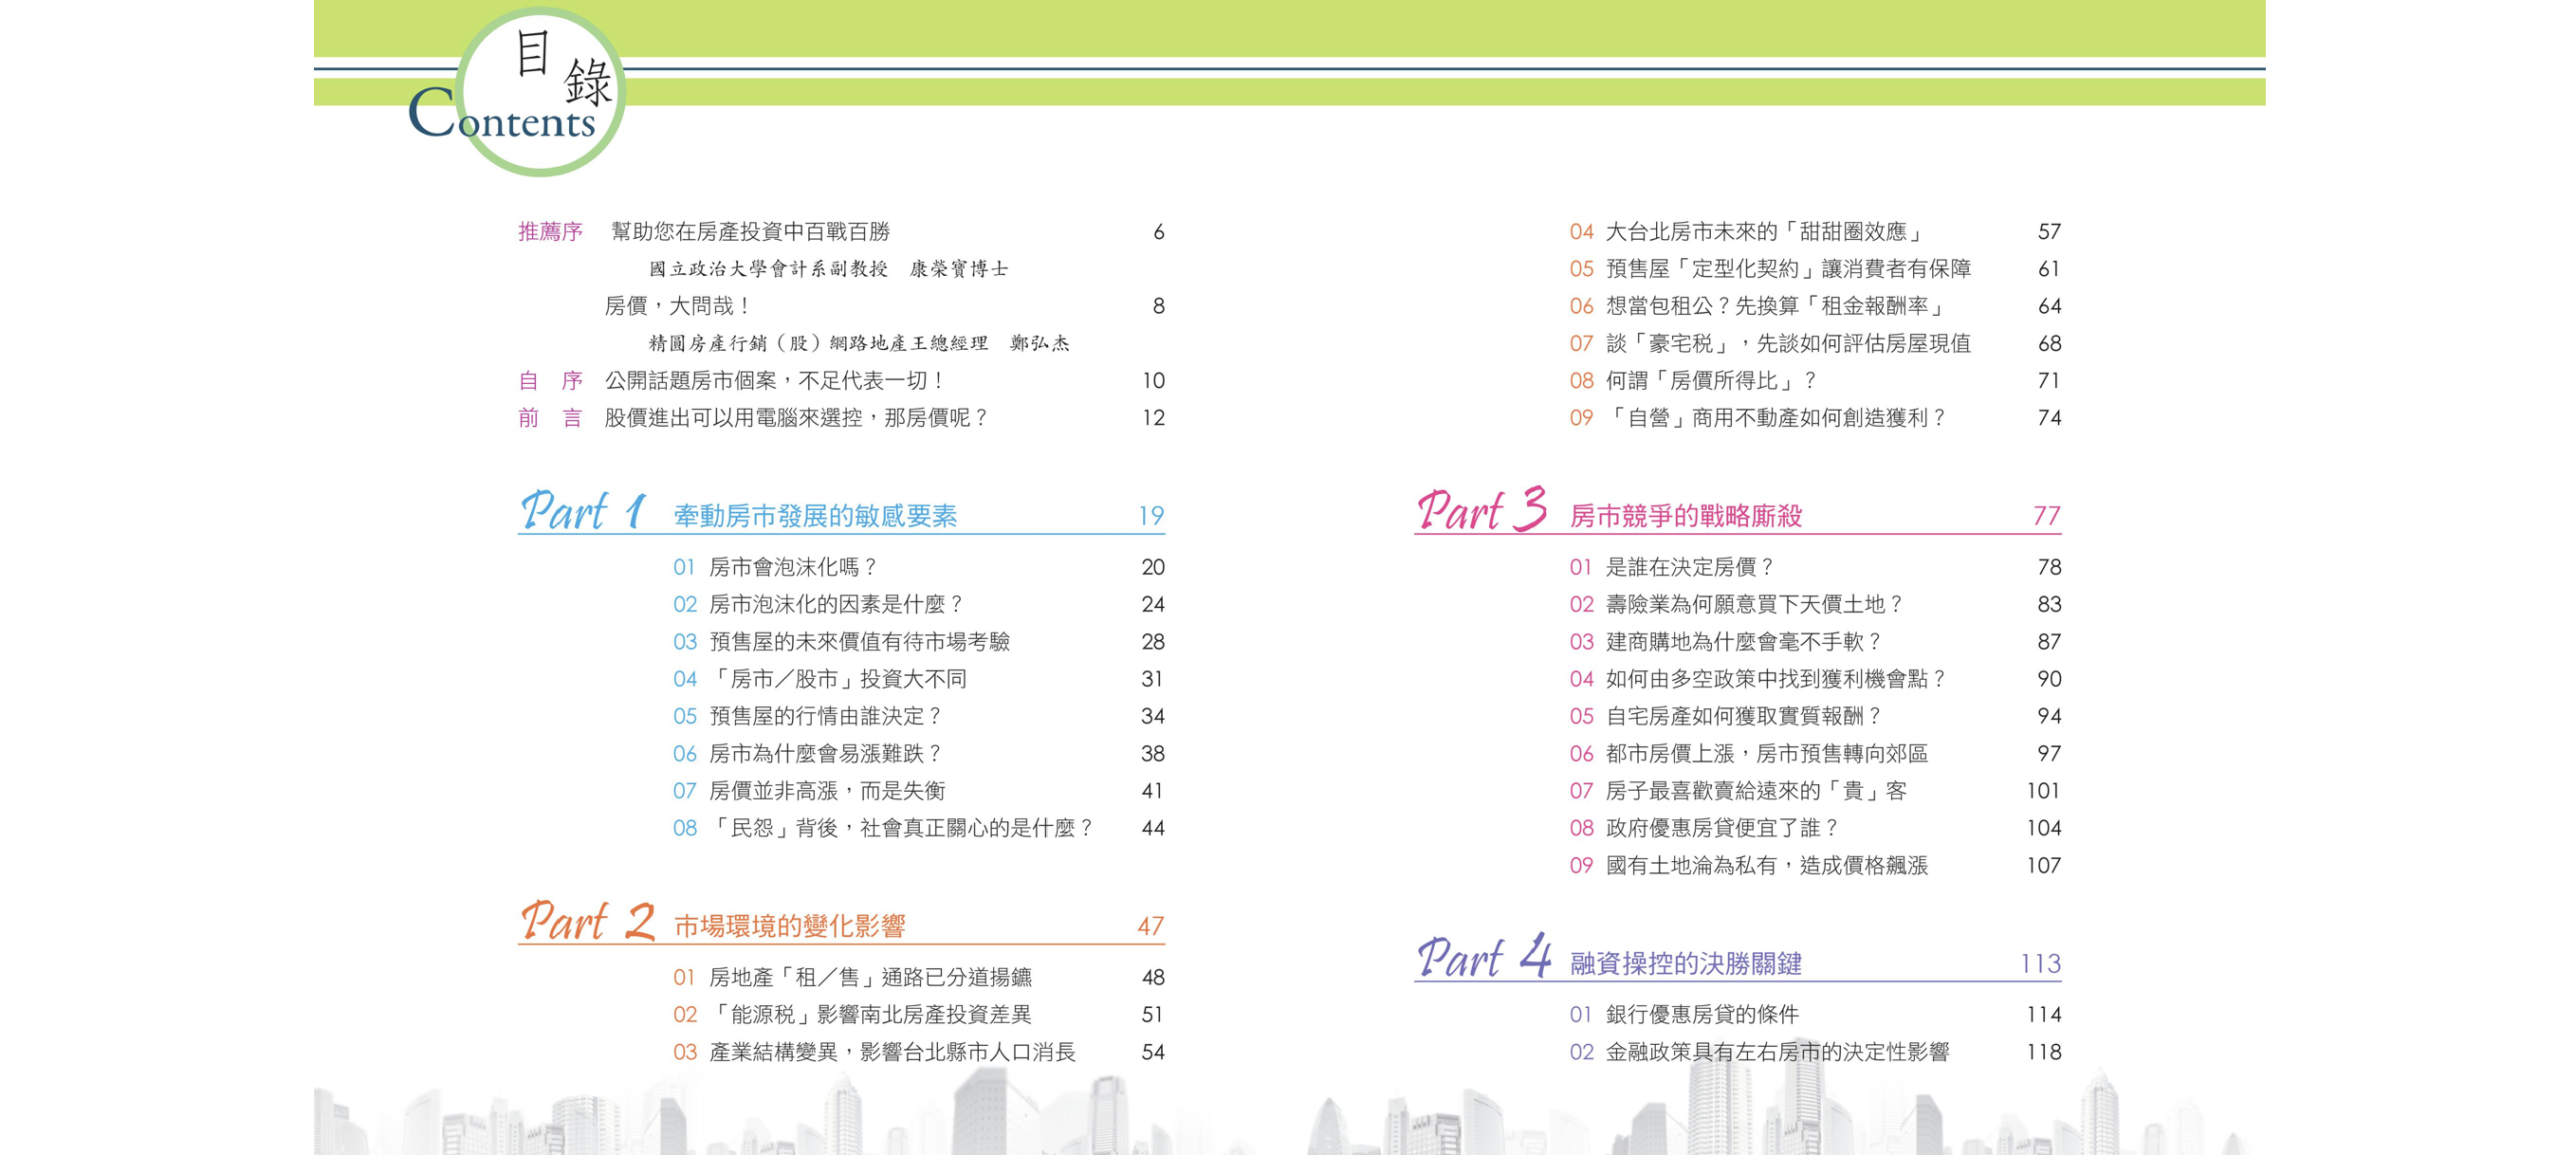 目錄
Contents
推薦序 幫助您在房產投資中百戰百勝 6
國立政治大學會計系副教授 康榮寶博士
房價，大問哉！ 8
精圓房產行銷（股）網路地產王總經理 鄭弘杰
自 序 公開話題房市個案，不足代表一切！ 10
前 言 股價進出可以用電腦來選控，那房價呢？ 12
Part 1 牽動房市發展的敏感要素 19
01 房市會泡沫化嗎？ 20
02 房市泡沫化的因素是什麼？ 24
03 預售屋的未來價值有待市場考驗 28
04 「房市／股市」投資大不同 31
05 預售屋的行情由誰決定？ 34
06 房市為什麼會易漲難跌？ 38
07 房價並非高漲，而是失衡 41
08 「民怨」背後，社會真正關心的是什麼？ 44
Part 2 市場環境的變化影響 47
01 房地產「租／售」通路已分道揚鑣 48
02 「能源稅」影響南北房產投資差異 51
03 產業結構變異，影響台北縣市人口消長 54
04 大台北房市未來的「甜甜圈效應」 57
05 預售屋「定型化契約」讓消費者有保障 61
06 想當包租公？先換算「租金報酬率」 64
07 談「豪宅稅」，先談如何評估房屋現值 68
08 何謂「房價所得比」？ 71
09 「自營」商用不動產如何創造獲利？ 74
Part 3 房市競爭的戰略廝殺 77
01 是誰在決定房價？ 78
02 壽險業為何願意買下天價土地？ 83
03 建商購地為什麼會毫不手軟？ 87
04 如何由多空政策中找到獲利機會點？ 90
05 自宅房產如何獲取實質報酬？ 94
06 都市房價上漲，房市預售轉向郊區 97
07 房子最喜歡賣給遠來的「貴」客 101
08 政府優惠房貸便宜了誰？ 104
09 國有土地淪為私有，造成價格飆漲 107
Part 4 融資操控的決勝關鍵 113
01 銀行優惠房貸的條件 114
02 金融政策具有左右房市的決定性影響 118